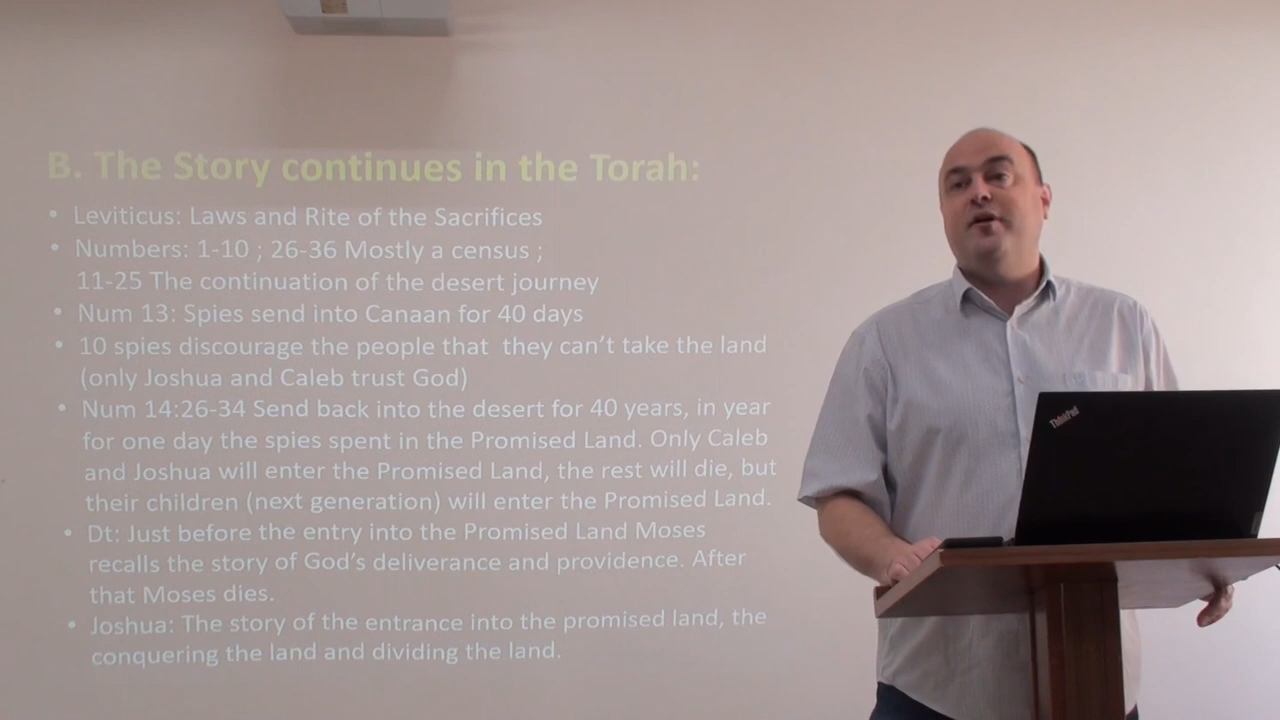 B. The Story continues in the Torah:
• Leviticus: Laws and Rite of the Sacrifices
• Numbers: 1-10 ; 26-36 Mostly a census ;
11-25 The continuation of the desert journey
• Num 13: Spies send into Canaan for 40 days
• 10 spies discourage the people that they can't take the land
(only Joshua and Caleb trust God)
• Num 14:26-34 Send back into the desert for 40 years, in year
for one day the spies spent in the Promised Land. Only Caleb
and Joshua will enter the Promised Land, the rest will die, but
their children (next generation) will enter the Promised Land.
• Dt: Just before the entry into the Promised Land Moses
recalls the story of God's deliverance and providence. After
that Moses dies.
• Joshua: The story of the entrance into the promised land, the
conquering the land and dividing the land.
ThinkPad